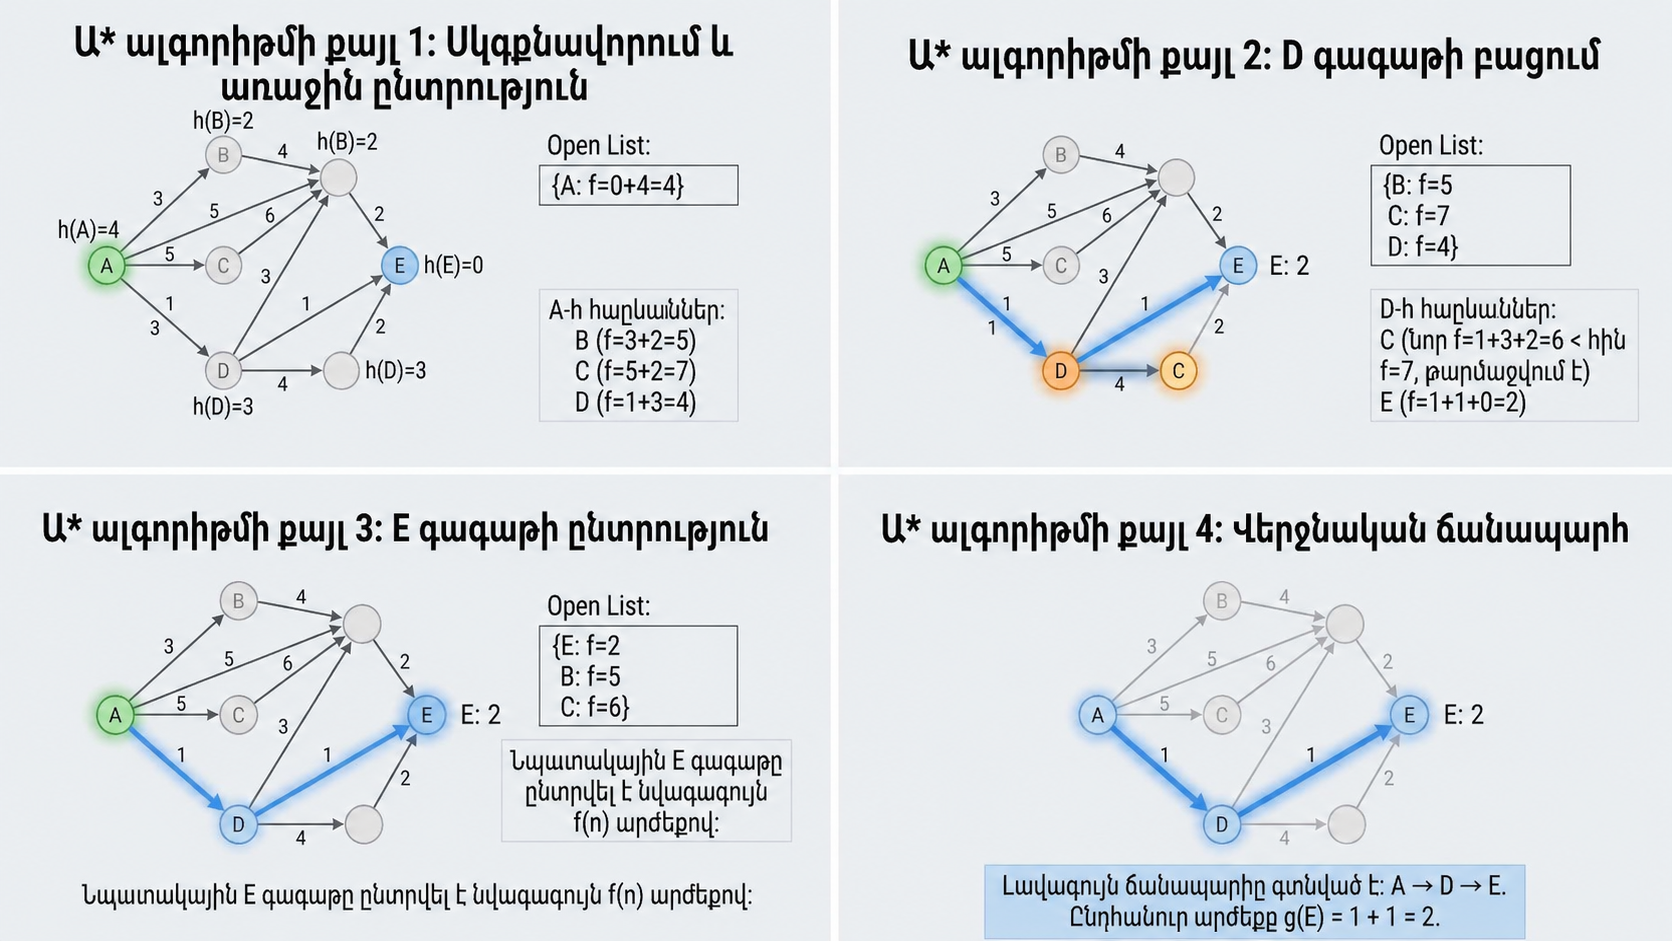 Ա* ալգորիթմի քայլ 1: Սկգքնավորում և
առաջին ընտրություն
h(B)=2
h(B)=2
B
4
3
5
6
2
h(A)=4
A
5
C
E
h(E)=0
3
1
1
3
2
D
4
h(D)=3
h(D)=3
Open List:
{A: f=0+4=4}
A-ի հարևաններ:
B (f=3+2=5)
C (f=5+2=7)
D (f=1+3=4)
Ա* ալգորիթմի քայլ 2: D գագաթի բացում
B
4
3
5
6
2
A
5
C
E
E: 2
3
1
1
1
2
D
4
C
Open List:
{B: f=5
C: f=7
D: f=4}
D-ի հարևաններ:
C (նոր f=1+3+2=6 < հին
f=7, թարմացվում է)
E (f=1+1+0=2)
Ա* ալգորիթմի քայլ 3: E գագաթի ընտրություն
B
4
3
5
6
2
A
5
C
E
E: 2
3
1
1
2
D
4
Open List:
{E: f=2
B: f=5
C: f=6}
Նպատակային E գագաթը
ընտրվել է նվագագույն
f(n) արժեքով:
Նպատակային E գագաթը ընտրվել է նվագագույն f(n) արժեքով:
Ա* ալգորիթմի քայլ 4: Վերջնական ճանապարհ
B
4
3
5
6
2
A
5
C
E
E: 2
3
1
1
2
D
4
Լավագույն ճանապարհը գտնված է: A → D → E.
Ընդհանուր արժեքը g(E) = 1 + 1 = 2.